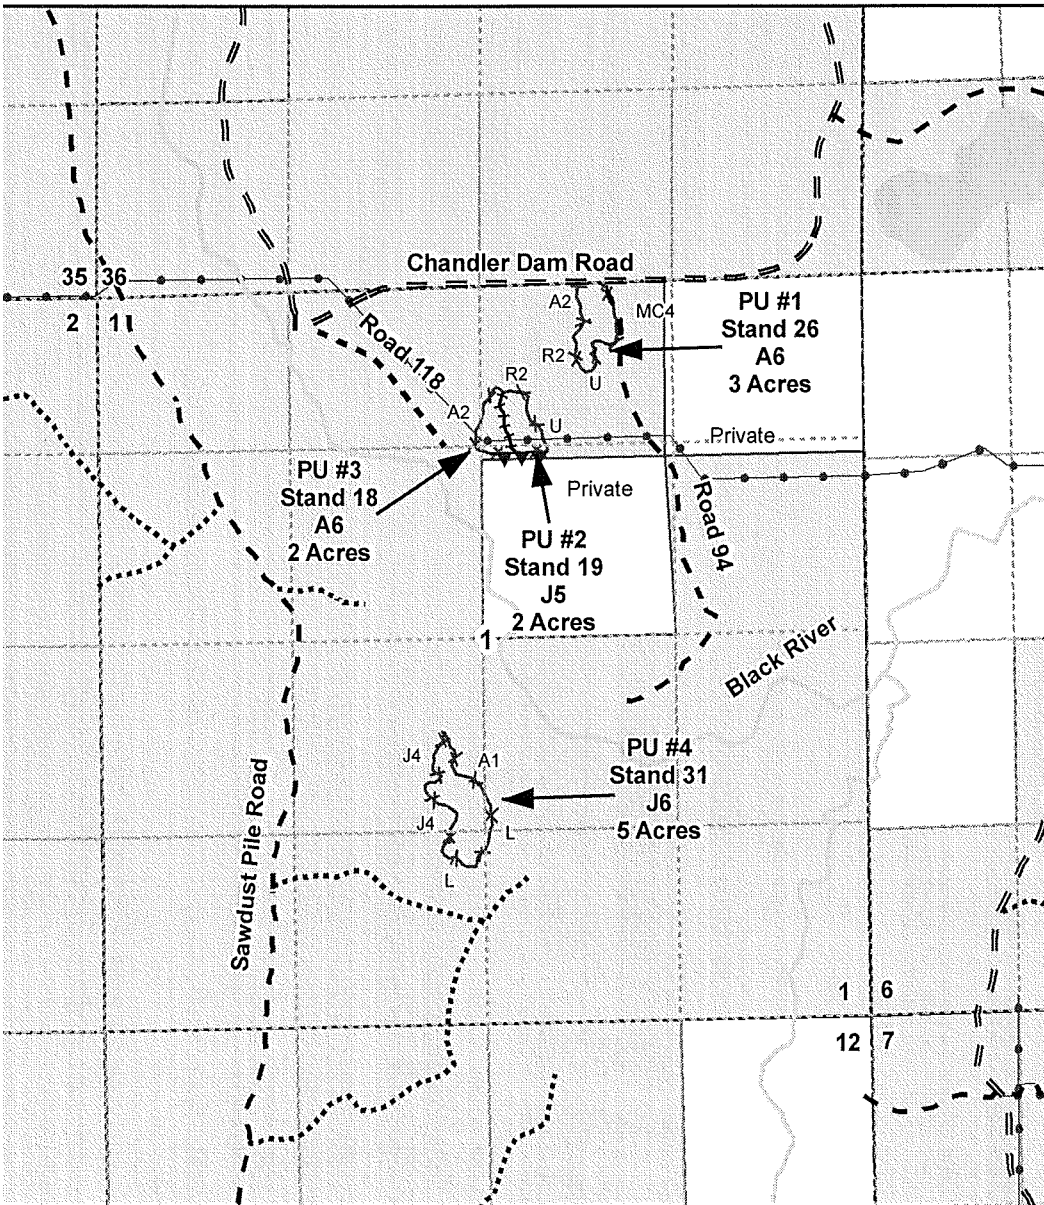 35 36
2 1
Chandler Dam Road
A2
MC4
R2
U
PU #1
Stand 26
A6
3 Acres
Road 118
R2
A2
U
Private
Private
PU #3
Stand 18
A6
2 Acres
PU #2
Stand 19
J5
2 Acres
Road 94
1
Black River
J4
A1
J4
L
L
PU #4
Stand 31
J6
5 Acres
Sawdust Pile Road
1 6
12 7